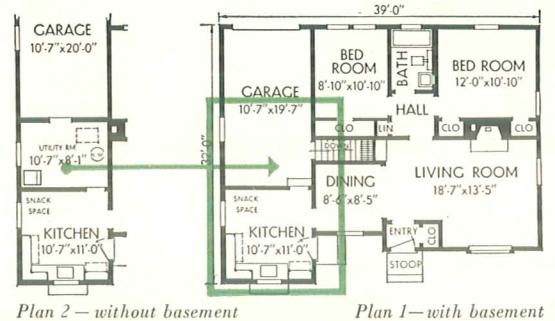 39'-0"
GARAGE
10'-7"x20'-0"
BED
ROOM
8'-10"x10'-10"
BATH
BED ROOM
12'-0"x10'-10"
GARAGE
10'-7"x19'-7"
HALL
UTILITY RM
10'-7"x8'-1"
32'-0"
CLO
LIN
CLO
CLO
DOWN
DINING
8'-6"x8'-5"
LIVING ROOM
18'-7"x13'-5"
SNACK
SPACE
KITCHEN
10'-7"x11'-0"
SNACK
SPACE
KITCHEN
10'-7"x11'-0"
ENTRY
CLO
STOOP
Plan 2—without basement
Plan 1—with basement